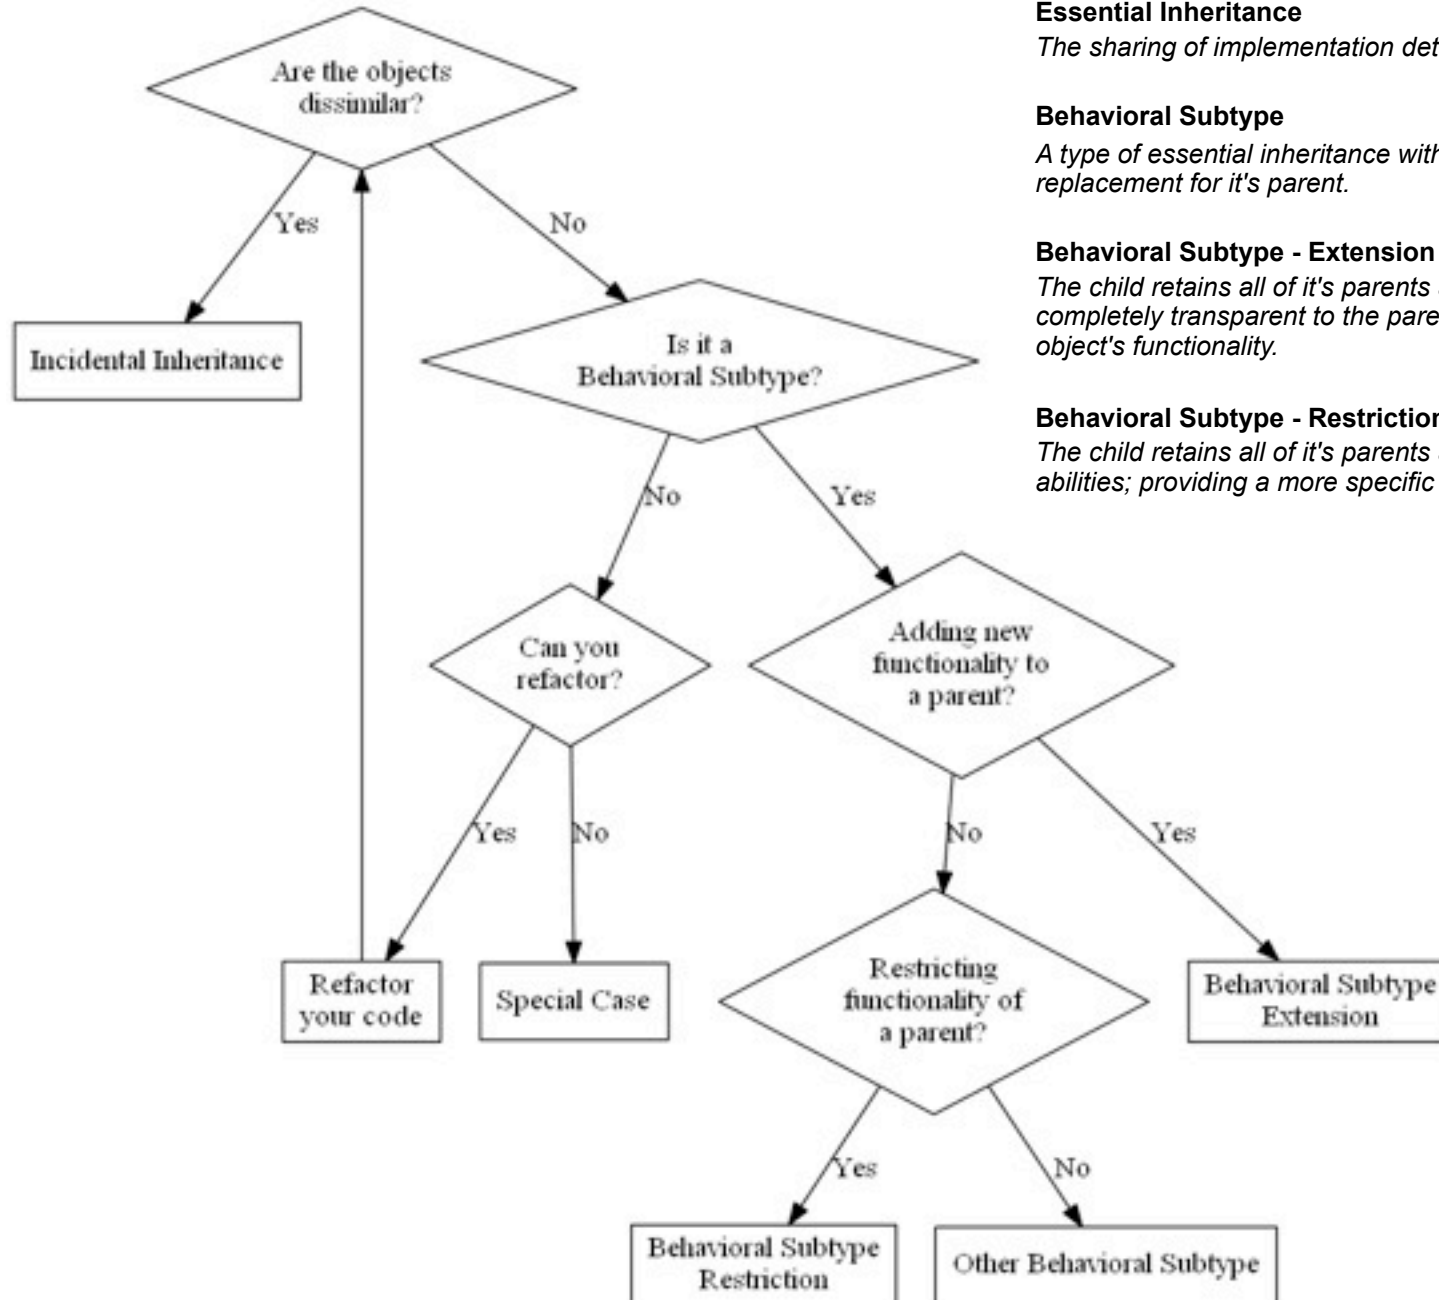 Are the objects
dissimilar?
Yes
No
Incidental Inheritance
Is it a
Behavioral Subtype?
No
Yes
Can you
refactor?
Adding new
functionality to
a parent?
Yes
No
No
Yes
Refactor
your code
Special Case
Restricting
functionality of
a parent?
Behavioral Subtype
Extension
Yes
No
Behavioral Subtype
Restriction
Other Behavioral Subtype
Essential Inheritance
The sharing of implementation
Behavioral Subtype
A type of essential inheritance
replacement for it's parent.
Behavioral Subtype - Extension
The child retains all of it's parents
completely transparent to the
object's functionality.
Behavioral Subtype -
The child retains all of it's parents
abilities; providing a more specific